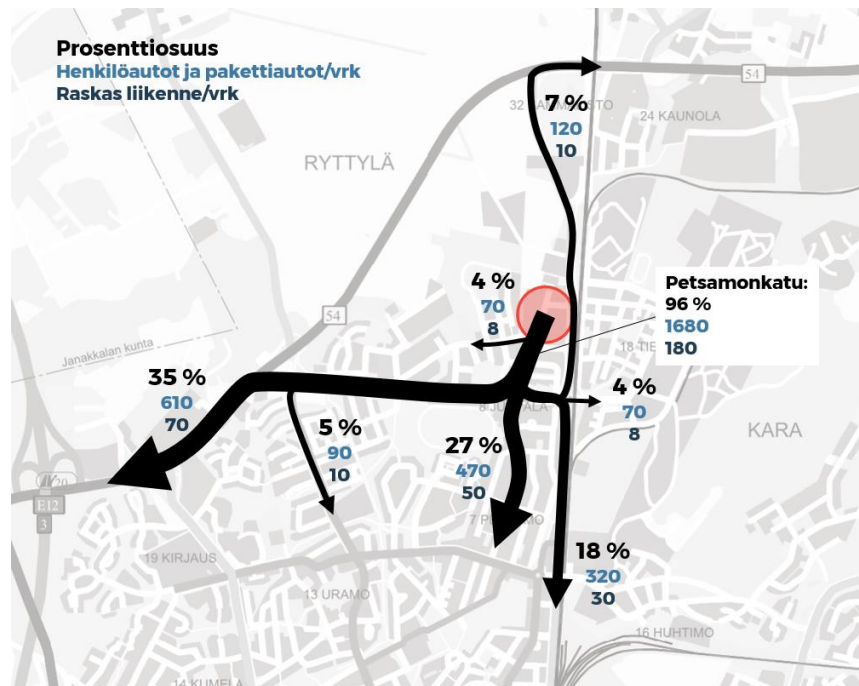 Prosenttiosuus
Henkilöautot ja pakettiautot/vrk
Raskas liikenne/vrk
54
7 %
120
10
24 KAUNOLA
RYTTYLÄ
4 %
70
8
Petsamonkatu:
96 %
1680
180
54
Janakkalan kunta
35 %
610
70
4 %
70
8
5 %
90
10
27 %
470
50
KARA
E12
3
19 KIRJAUS
18 %
320
30
13 URAMO
16 HUHTIMO
14 KUMELA